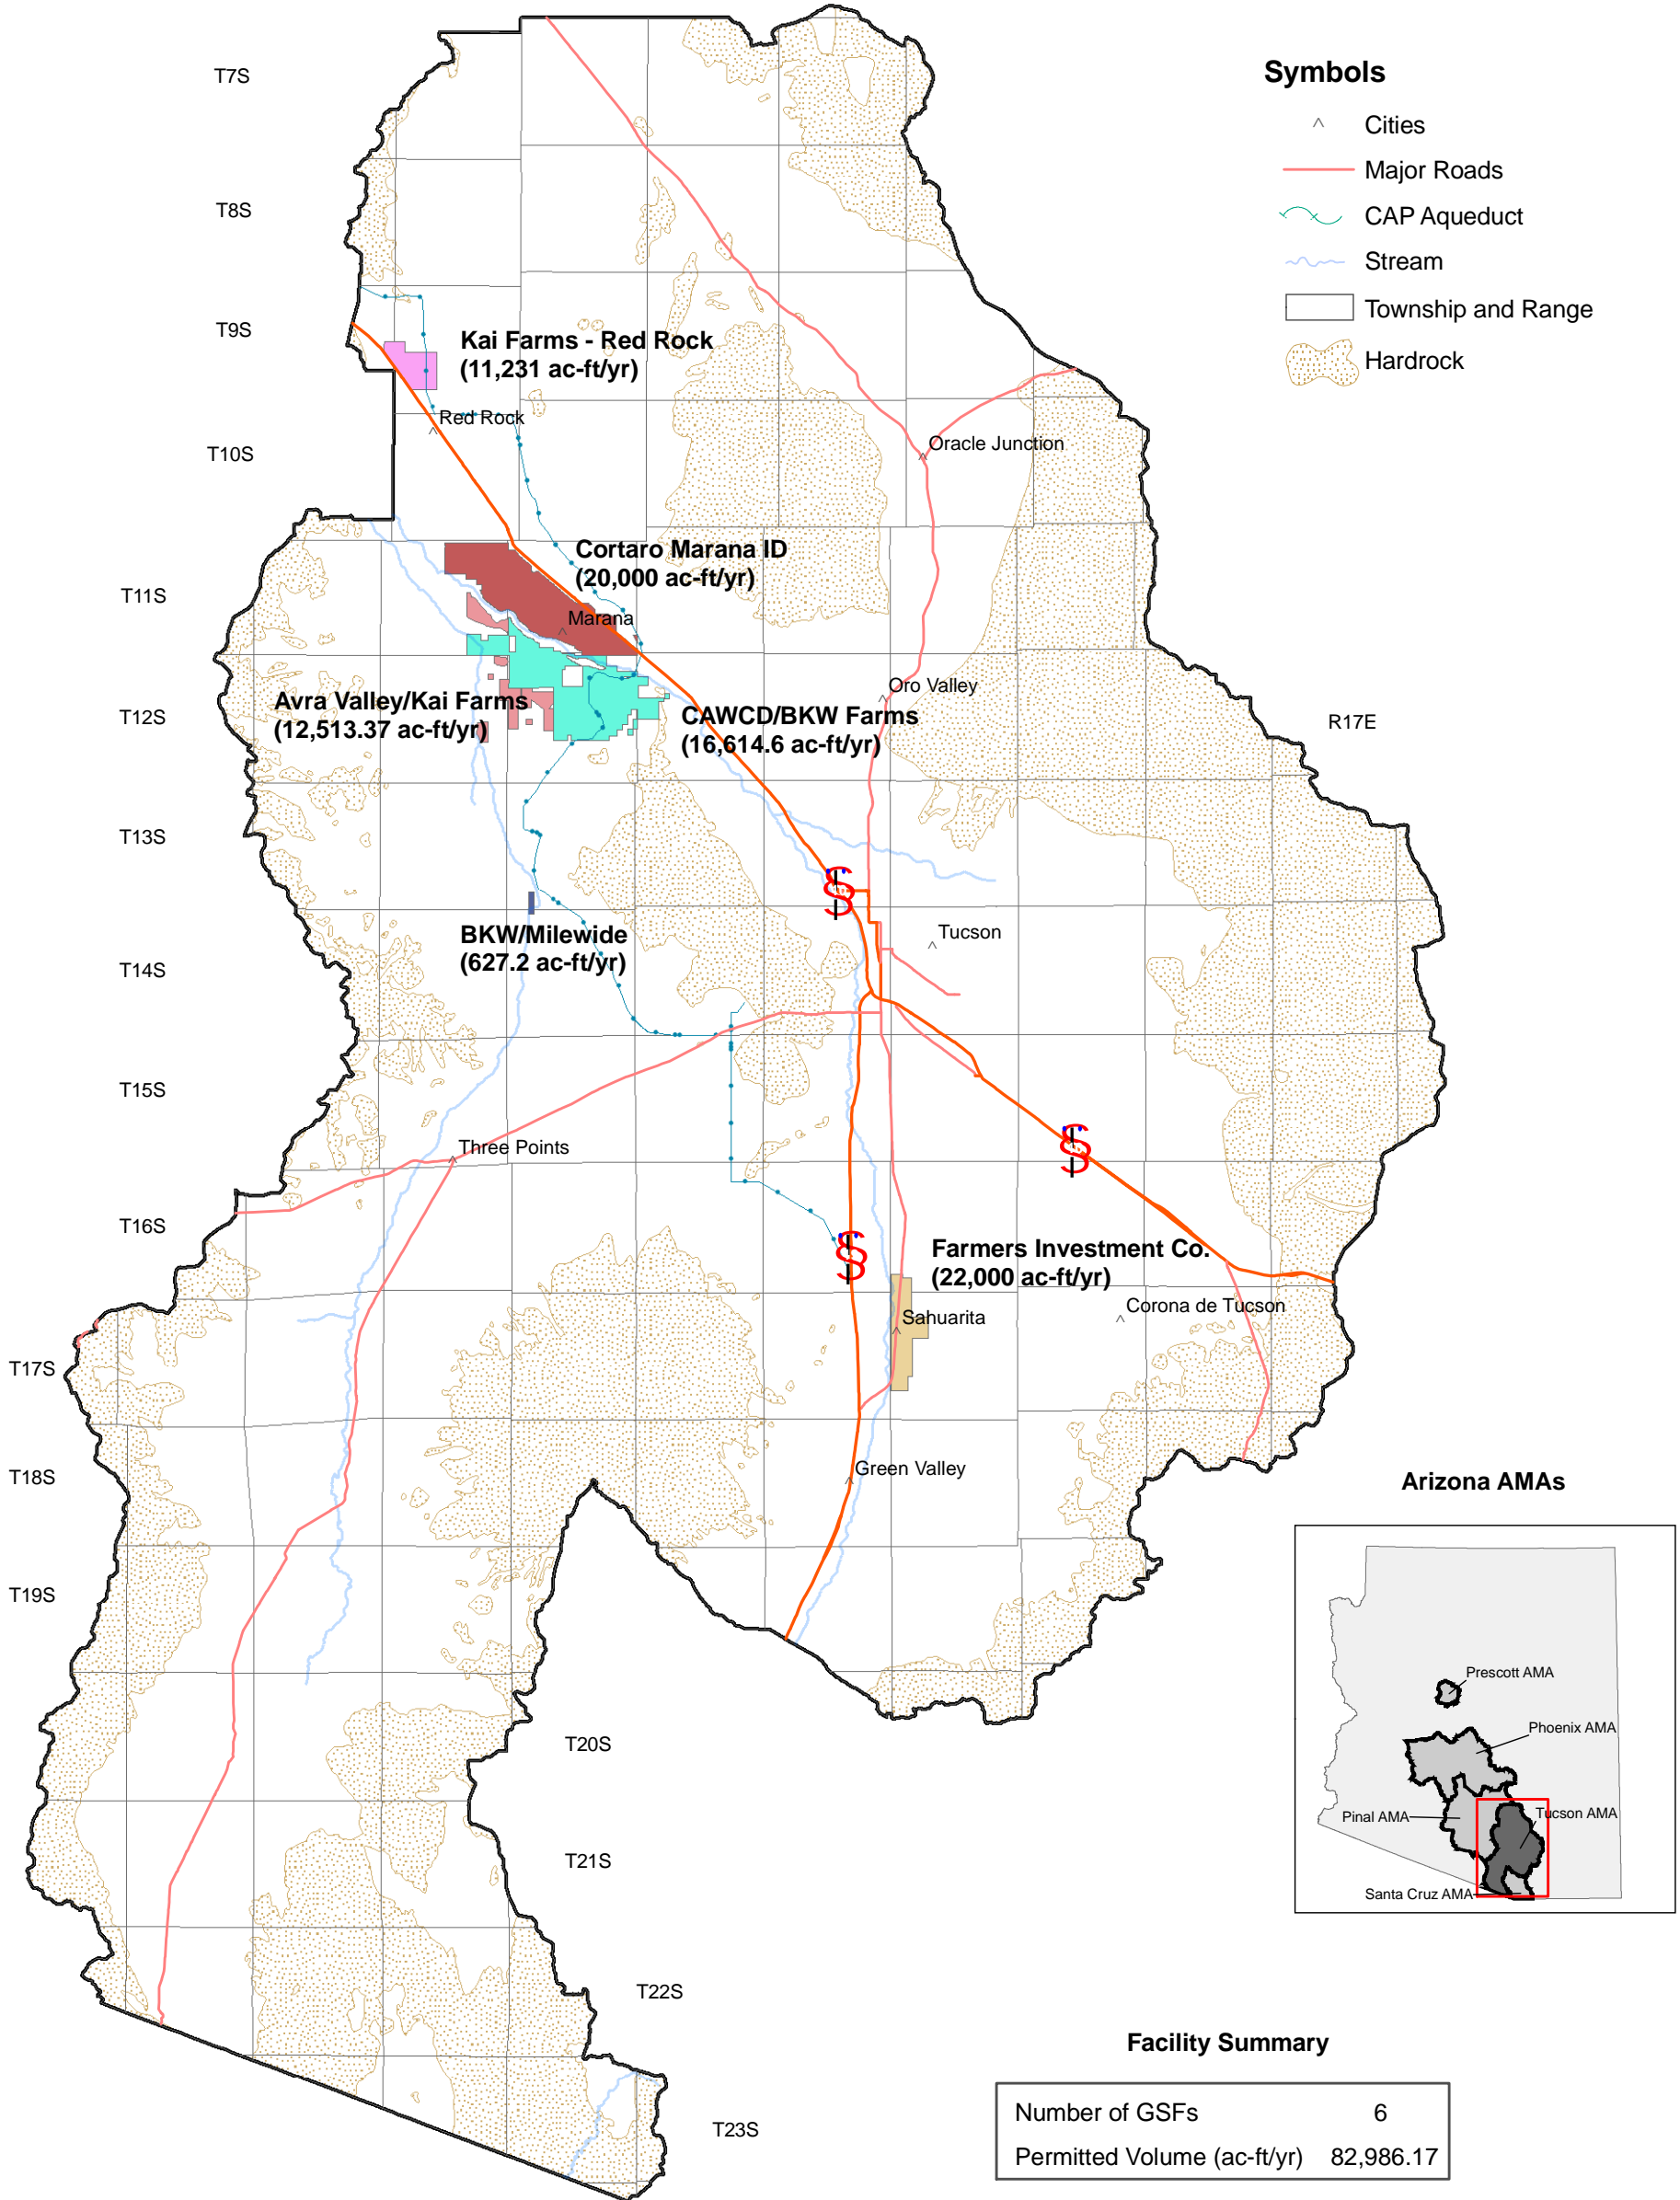 Symbols
Cities
Major Roads
CAP Aqueduct
Stream
Township and Range
Hardrock
T7S
T8S
T9S
T10S
T11S
T12S
T13S
T14S
T15S
T16S
T17S
T18S
T19S
T20S
T21S
T22S
T23S
R17E
Kai Farms - Red Rock
(11,231 ac-ft/yr)
Red Rock
Oracle Junction
Cortaro Marana ID
(20,000 ac-ft/yr)
Marana
Oro Valley
Avra Valley/Kai Farms
(12,513.37 ac-ft/yr)
CAWCD/BKW Farms
(16,614.6 ac-ft/yr)
BKW/Milewide
(627.2 ac-ft/yr)
Tucson
Three Points
Farmers Investment Co.
(22,000 ac-ft/yr)
Corona de Tucson
Sahuarita
Green Valley
Arizona AMAs
Prescott AMA
Phoenix AMA
Pinal AMA
Tucson AMA
Santa Cruz AMA
Facility Summary
Number of GSFs 6
Permitted Volume (ac-ft/yr) 82,986.17